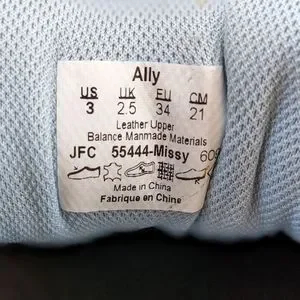 Ally
US UK EU CM
3 2.5 34 21
Leather Upper
Balance Manmade Materials
JFC 55444-Missy
Made in China
Fabrique en Chine